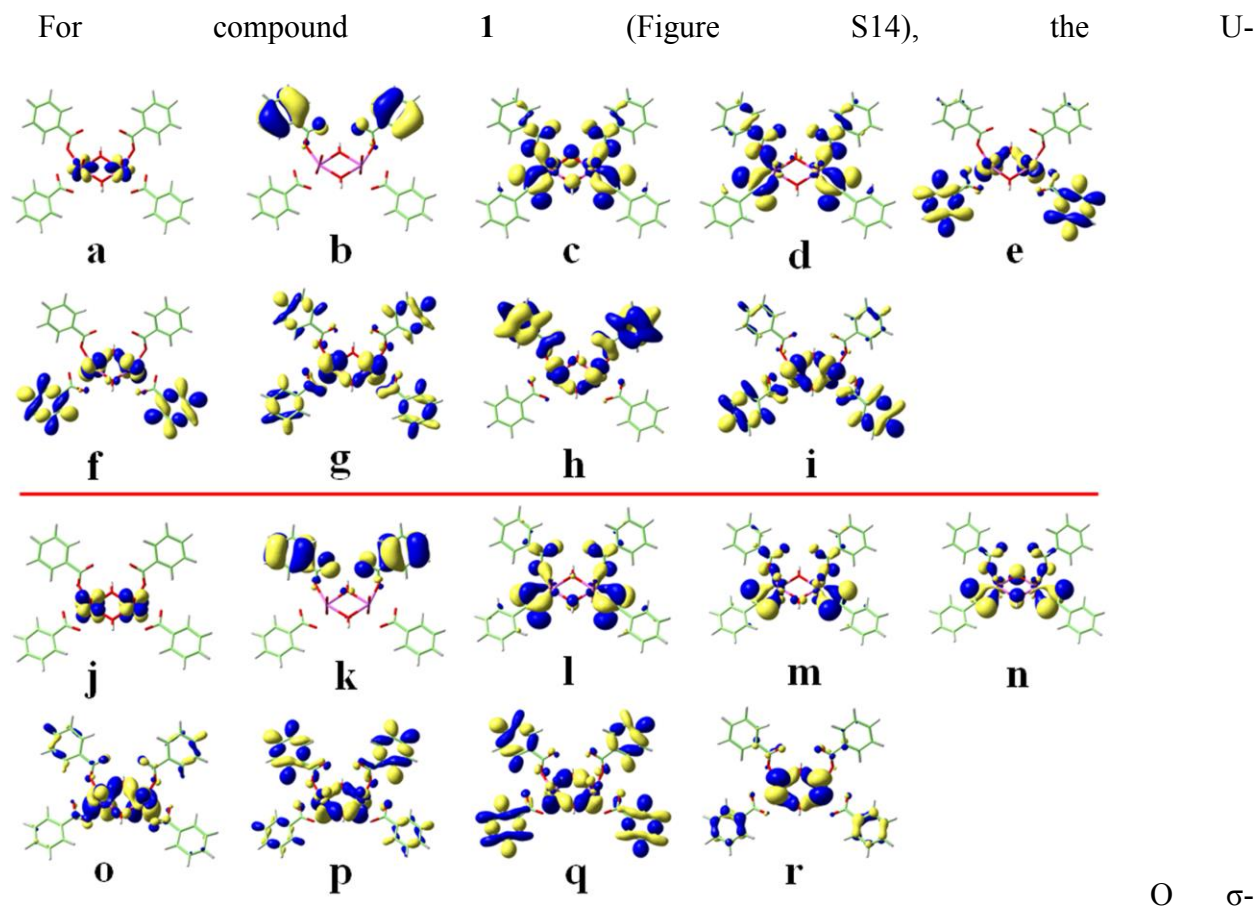 For compound 1 (Figure S14), the U-
a b c d e
f g h i
j k l m n
o p q r
O σ-